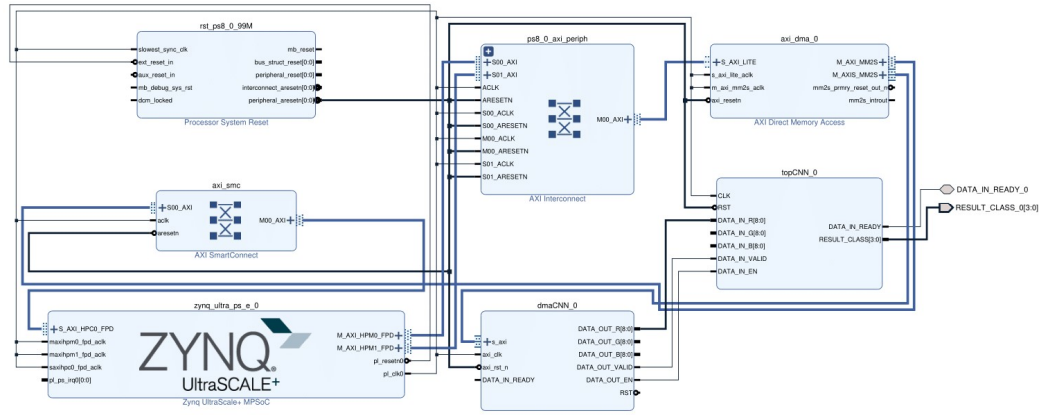 rst_ps8_0_99M
slowest_sync_clk
ext_reset_in
aux_reset_in
mb_debug_sys_rst
dcm_locked
mb_reset
bus_struct_reset[0:0]
peripheral_reset[0:0]
interconnect_aresetn[0:0]
peripheral_aresetn[0:0]
Processor System Reset
ps8_0_axi_periph
S00_AXI
S01_AXI
ACLK
ARESETN
S00_ACLK
S00_ARESETN
M00_ACLK
M00_ARESETN
S01_ACLK
S01_ARESETN
M00_AXI
AXI Interconnect
axi_dma_0
S_AXI_LITE
s_axi_lite_aclk
m_axi_mm2s_aclk
axi_resetn
M_AXI_MM2S
M_AXIS_MM2S
mm2s_prmry_reset_out_n
mm2s_introut
AXI Direct Memory Access
axi_smc
S00_AXI
aclk
aresetn
M00_AXI
AXI SmartConnect
topCNN_0
CLK
RST
DATA_IN_R[8:0]
DATA_IN_G[8:0]
DATA_IN_B[8:0]
DATA_IN_VALID
DATA_IN_EN
DATA_IN_READY
RESULT_CLASS[3:0]
DATA_IN_READY_0
RESULT_CLASS_0[3:0]
zynq_ultra_ps_e_0
S_AXI_HPC0_FPD
maxihpm0_fpd_aclk
maxihpm1_fpd_aclk
saxihpc0_fpd_aclk
pl_ps_irq0[0:0]
ZYNQ
UltraSCALE+
M_AXI_HPM0_FPD
M_AXI_HPM1_FPD
pl_resetn0
pl_clk0
Zynq UltraScale+ MPSoC
dmaCNN_0
s_axi
axi_clk
axi_rst_n
DATA_IN_READY
DATA_OUT_R[8:0]
DATA_OUT_G[8:0]
DATA_OUT_B[8:0]
DATA_OUT_VALID
DATA_OUT_EN
RST